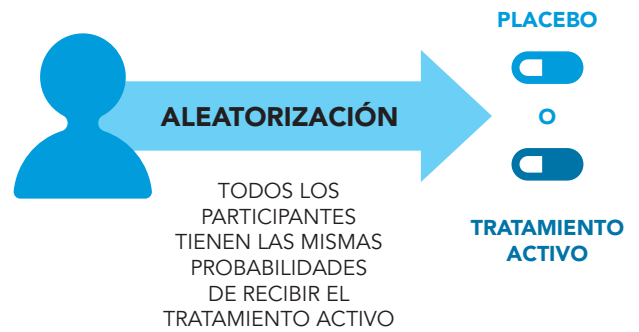 ALEATORIZACIÓN
TODOS LOS
PARTICIPANTES
TIENEN LAS MISMAS
PROBABILIDADES
DE RECIBIR EL
TRATAMIENTO ACTIVO
PLACEBO
O
TRATAMIENTO
ACTIVO